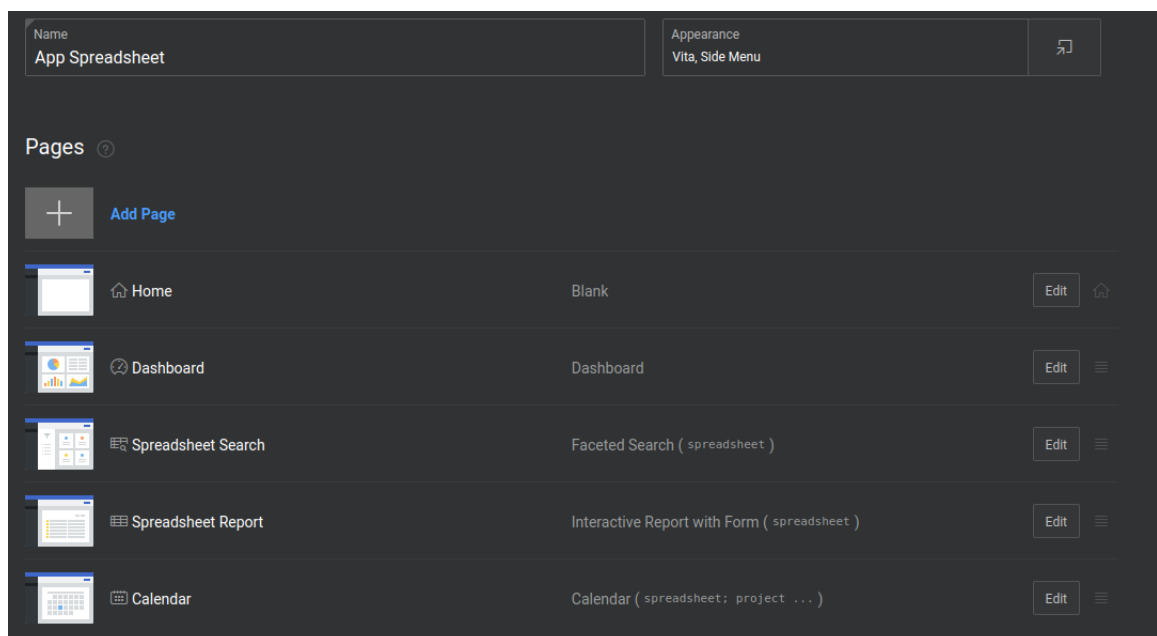 Name
App Spreadsheet
Appearance
Vita, Side Menu
Pages ?
Add Page
Home Blank Edit
Dashboard Dashboard Edit
Spreadsheet Search Faceted Search ( spreadsheet ) Edit
Spreadsheet Report Interactive Report with Form ( spreadsheet ) Edit
Calendar Calendar ( spreadsheet; project ... ) Edit